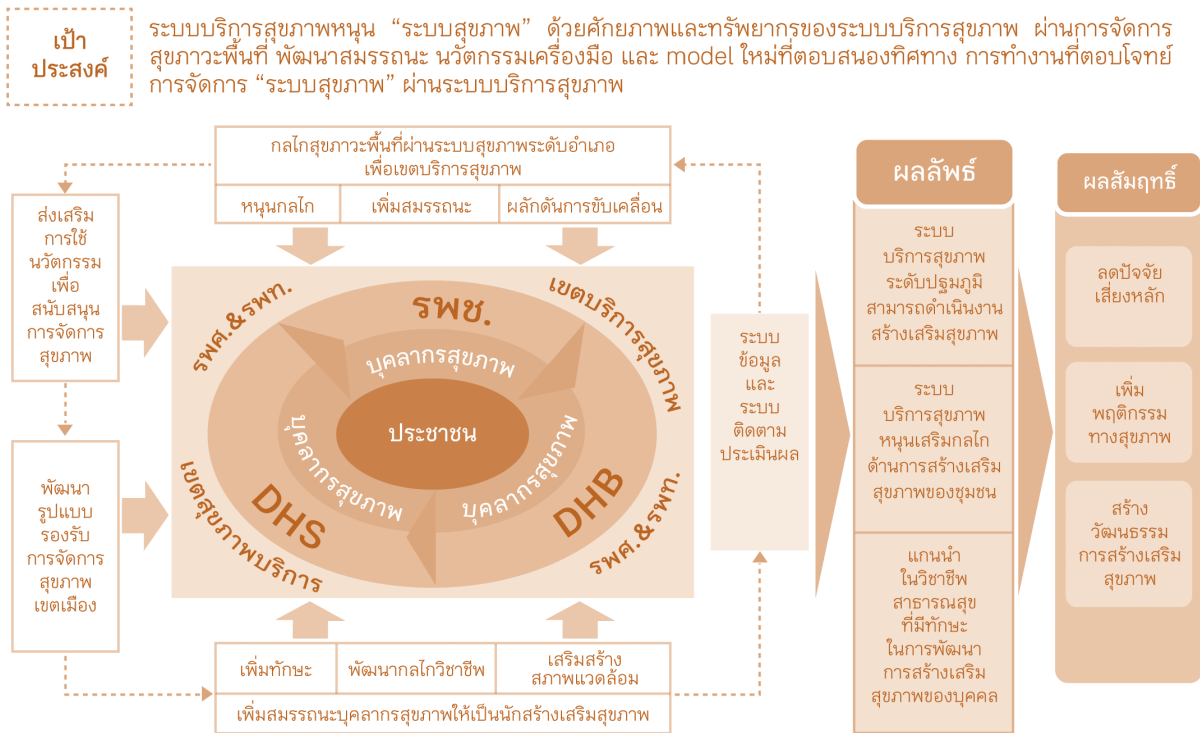 เป้า
ประสงค์
ระบบบริการสุขภาพหนุน “ระบบสุขภาพ” ด้วยศักยภาพและทรัพยากรของระบบบริการสุขภาพ ผ่านการจัดการ
สุขภาวะพื้นที่ พัฒนาสมรรถนะ นวัตกรรมเครื่องมือ และ model ใหม่ที่ตอบสนองทิศทาง การทำงานที่ตอบโจทย์
การจัดการ “ระบบสุขภาพ” ผ่านระบบบริการสุขภาพ
กลไกสุขภาวะพื้นที่ผ่านระบบสุขภาพระดับอำเภอ
เพื่อเขตบริการสุขภาพ
หนุนกลไก
เพิ่มสมรรถนะ
ผลักดันการขับเคลื่อน
ส่งเสริม
การใช้
นวัตกรรม
เพื่อ
สนับสนุน
การจัดการ
สุขภาพ
พัฒนา
รูปแบบ
รองรับ
การจัดการ
สุขภาพ
เขตเมือง
รพศ.&รพท.
รพช.
เขตบริการสุขภาพ
บุคลากรสุขภาพ
ประชาชน
บุคลากรสุขภาพ
บุคลากรสุขภาพ
DHS
DHB
เขตสุขภาพบริการ
รพศ.&รพท.
เพิ่มทักษะ
พัฒนากลไกวิชาชีพ
เสริมสร้าง
สภาพแวดล้อม
เพิ่มสมรรถนะบุคลากรสุขภาพให้เป็นนักสร้างเสริมสุขภาพ
ระบบ
ข้อมูล
และ
ระบบ
ติดตาม
ประเมินผล
ผลลัพธ์
ระบบ
บริการสุขภาพ
ระดับปฐมภูมิ
สามารถดำเนินงาน
สร้างเสริมสุขภาพ
ระบบ
บริการสุขภาพ
หนุนเสริมกลไก
ด้านการสร้างเสริม
สุขภาพของชุมชน
แกนนำ
ในวิชาชีพ
สาธารณสุข
ที่มีทักษะ
ในการพัฒนา
การสร้างเสริม
สุขภาพของบุคคล
ผลสัมฤทธิ์
ลดปัจจัย
เสี่ยงหลัก
เพิ่ม
พฤติกรรม
ทางสุขภาพ
สร้าง
วัฒนธรรม
การสร้างเสริม
สุขภาพ